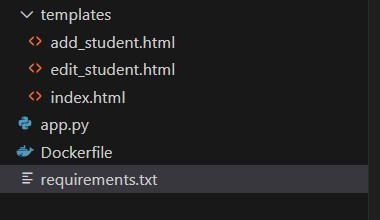 templates
add_student.html
edit_student.html
index.html
app.py
Dockerfile
requirements.txt